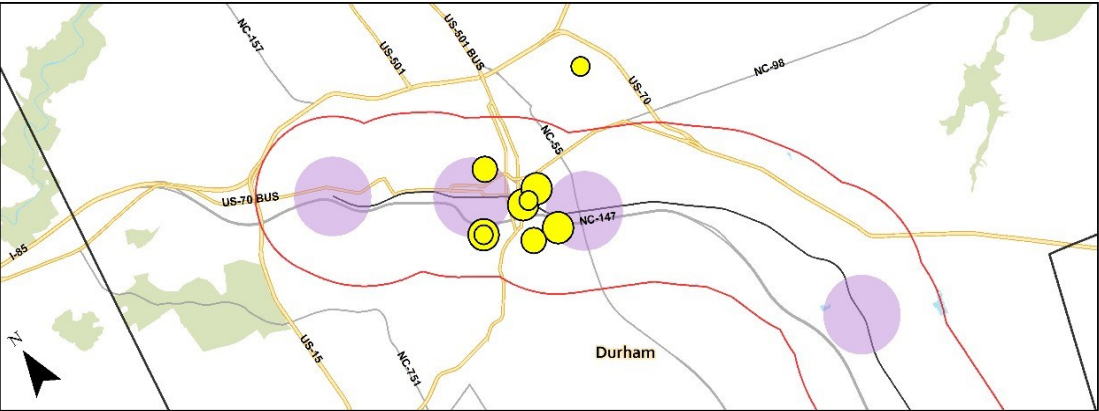 NC-157
US-501
US-501 BUS
US-70
NC-98
NC-55
US-70 BUS
NC-147
I-85
N
US-15
NC-751
Durham